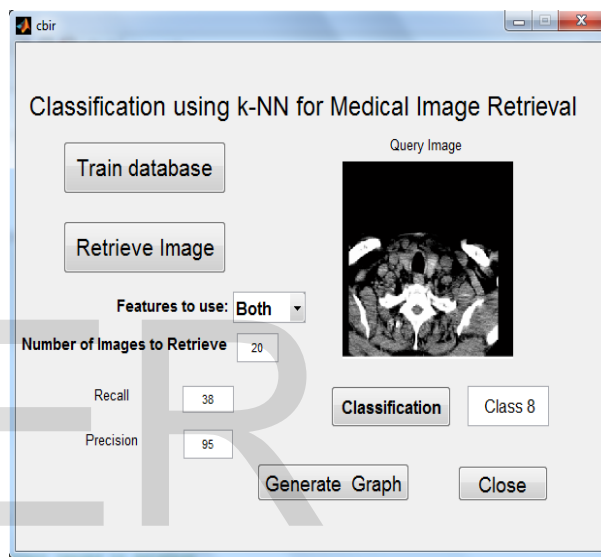 cbir
Classification using k-NN for Medical Image Retrieval
Query Image
Train database
Retrieve Image
Features to use: Both
Number of Images to Retrieve 20
Recall 38
Precision 95
Classification Class 8
Generate Graph
Close
ER